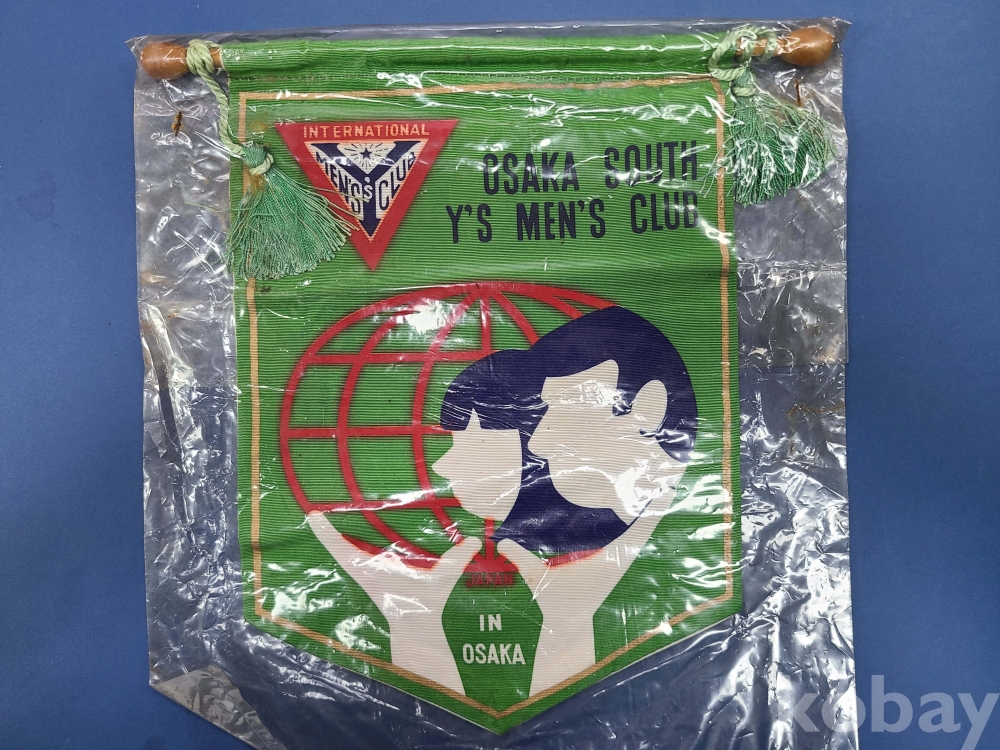 INTERNATIONAL
MEN'S CLUB
OSAKA SOUTH
Y'S MEN'S CLUB
IN
OSAKA
kobay